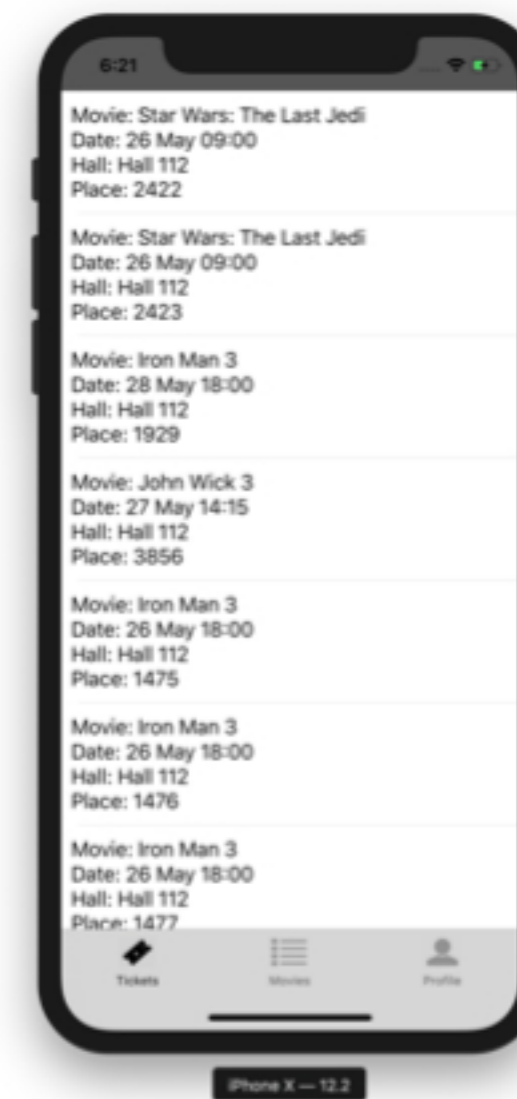 6:21
Movie: Star Wars: The Last Jedi
Date: 26 May 09:00
Hall: Hall 112
Place: 2422
Movie: Star Wars: The Last Jedi
Date: 26 May 09:00
Hall: Hall 112
Place: 2423
Movie: Iron Man 3
Date: 28 May 18:00
Hall: Hall 112
Place: 1929
Movie: John Wick 3
Date: 27 May 14:15
Hall: Hall 112
Place: 3856
Movie: Iron Man 3
Date: 26 May 18:00
Hall: Hall 112
Place: 1475
Movie: Iron Man 3
Date: 26 May 18:00
Hall: Hall 112
Place: 1476
Movie: Iron Man 3
Date: 26 May 18:00
Hall: Hall 112
Place: 1477
Tickets Movies Profile
iPhone X — 12.2